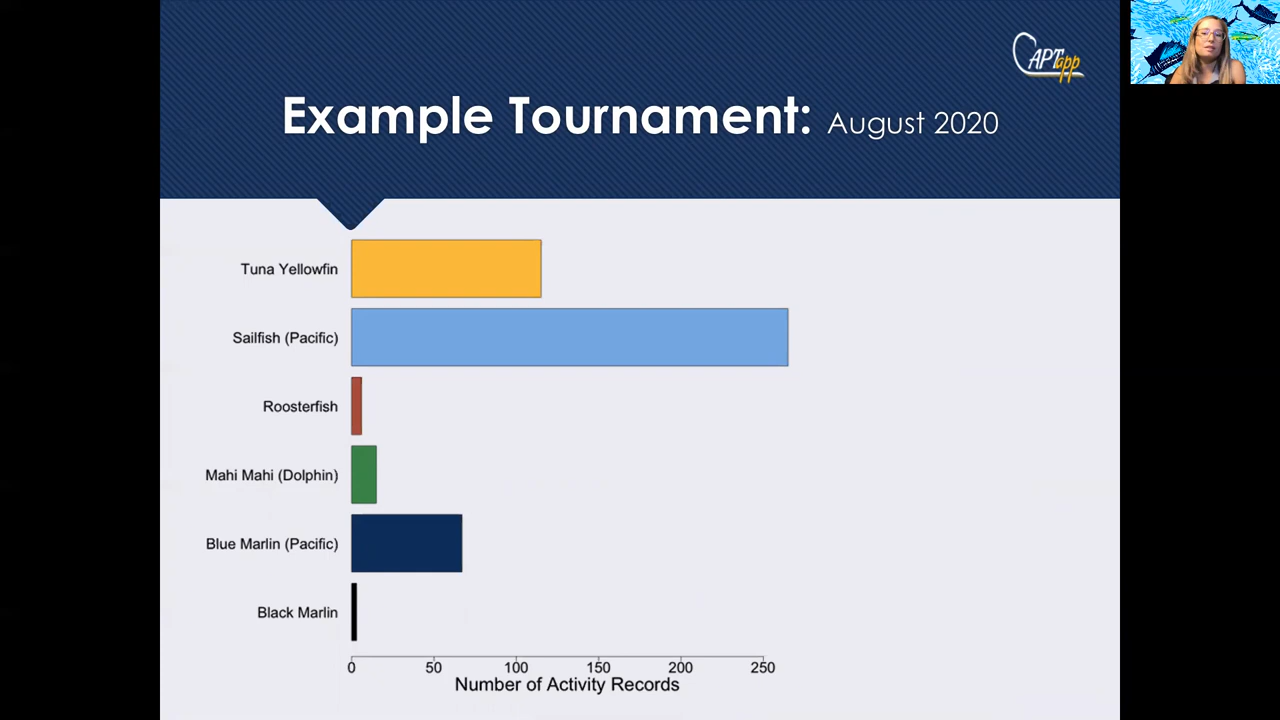 CAPTapp
Example Tournament: August 2020
Tuna Yellowfin
Sailfish (Pacific)
Roosterfish
Mahi Mahi (Dolphin)
Blue Marlin (Pacific)
Black Marlin
0 50 100 150 200 250
Number of Activity Records